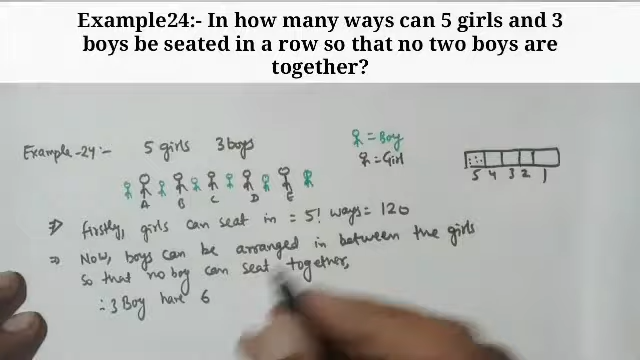 Example24:- In how many ways can 5 girls and 3
boys be seated in a row so that no two boys are
together?
Example-24:- 5 girls 3 boys
= Boy
= Girl
A B C D E
5 4 3 2 1
⇒ Firstly, girls can seat in = 5! ways = 120
⇒ Now, boys can be arranged in between the girls
so that no boy can seat together,
∴ 3 Boy have 6